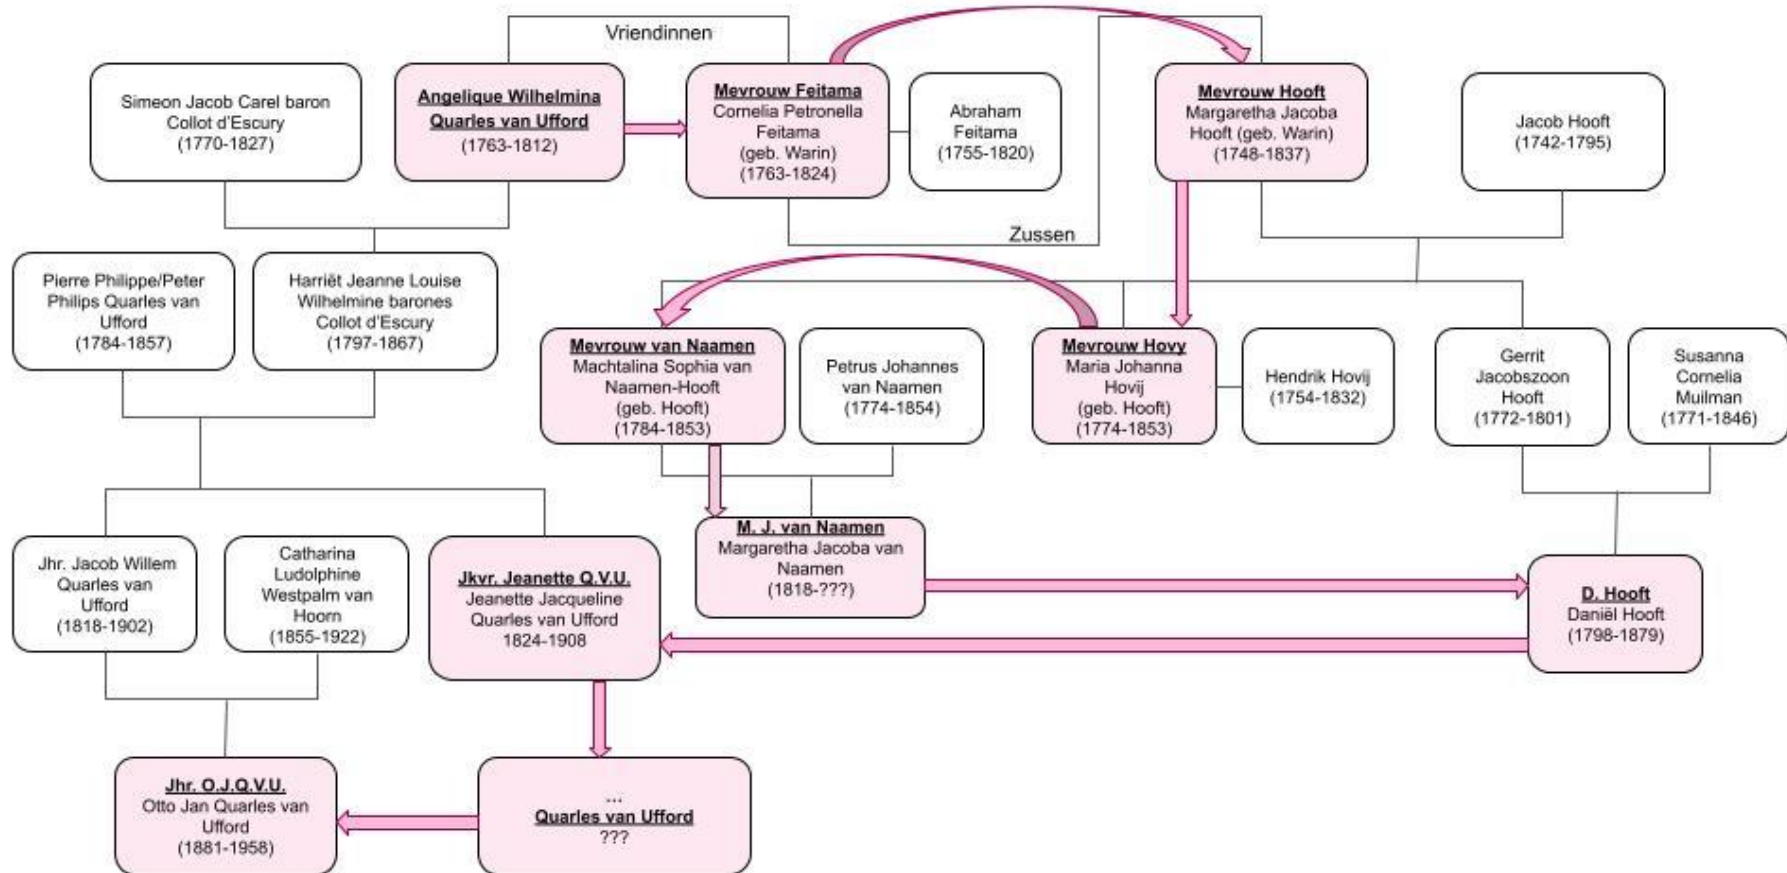 Vriendinnen
Simeon Jacob Carel baron
Collot d'Escury
(1770-1827)
Angelique Wilhelmina
Quarles van Ufford
(1763-1812)
Mevrouw Feitama
Cornelia Petronella
Feitama
(geb. Warin)
(1763-1824)
Abraham
Feitama
(1755-1820)
Mevrouw Hooft
Margaretha Jacoba
Hooft (geb. Warin)
(1748-1837)
Jacob Hooft
(1742-1795)
Zussen
Pierre Philippe/Peter
Philips Quarles van
Ufford
(1784-1857)
Harriët Jeanne Louise
Wilhelmine barones
Collot d'Escury
(1797-1867)
Mevrouw van Naamen
Machtalina Sophia van
Naamen-Hooft
(geb. Hooft)
(1784-1853)
Petrus Johannes
van Naamen
(1774-1854)
Mevrouw Hovy
Maria Johanna
Hovij
(geb. Hooft)
(1774-1853)
Hendrik Hovij
(1754-1832)
Gerrit
Jacobszoon
Hooft
(1772-1801)
Susanna
Cornelia
Muilman
(1771-1846)
Jhr. Jacob Willem
Quarles van
Ufford
(1818-1902)
Catharina
Ludolphine
Westpalm van
Hoorn
(1855-1922)
Jkvr. Jeanette Q.V.U.
Jeanette Jacqueline
Quarles van Ufford
1824-1908
M. J. van Naamen
Margaretha Jacoba van
Naamen
(1818-???)
D. Hooft
Daniël Hooft
(1798-1879)
Jhr. O.J.Q.V.U.
Otto Jan Quarles van
Ufford
(1881-1958)
...
Quarles van Ufford
???